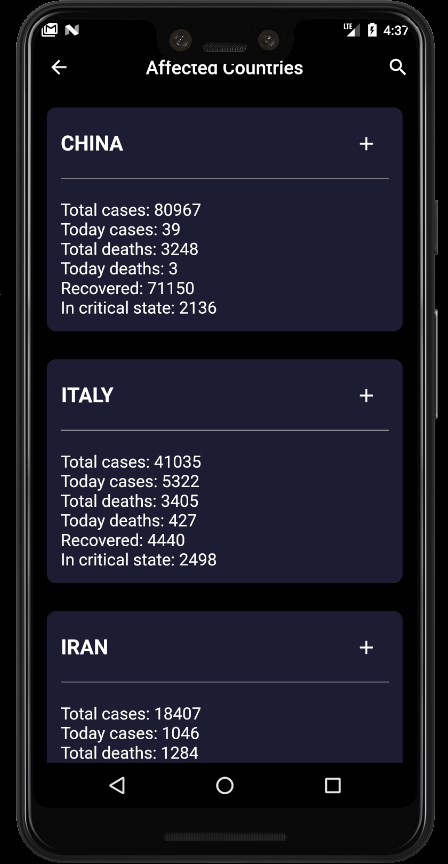 LTE 4:37
Affected Countries
CHINA
Total cases: 80967
Today cases: 39
Total deaths: 3248
Today deaths: 3
Recovered: 71150
In critical state: 2136
ITALY
Total cases: 41035
Today cases: 5322
Total deaths: 3405
Today deaths: 427
Recovered: 4440
In critical state: 2498
IRAN
Total cases: 18407
Today cases: 1046
Total deaths: 1284